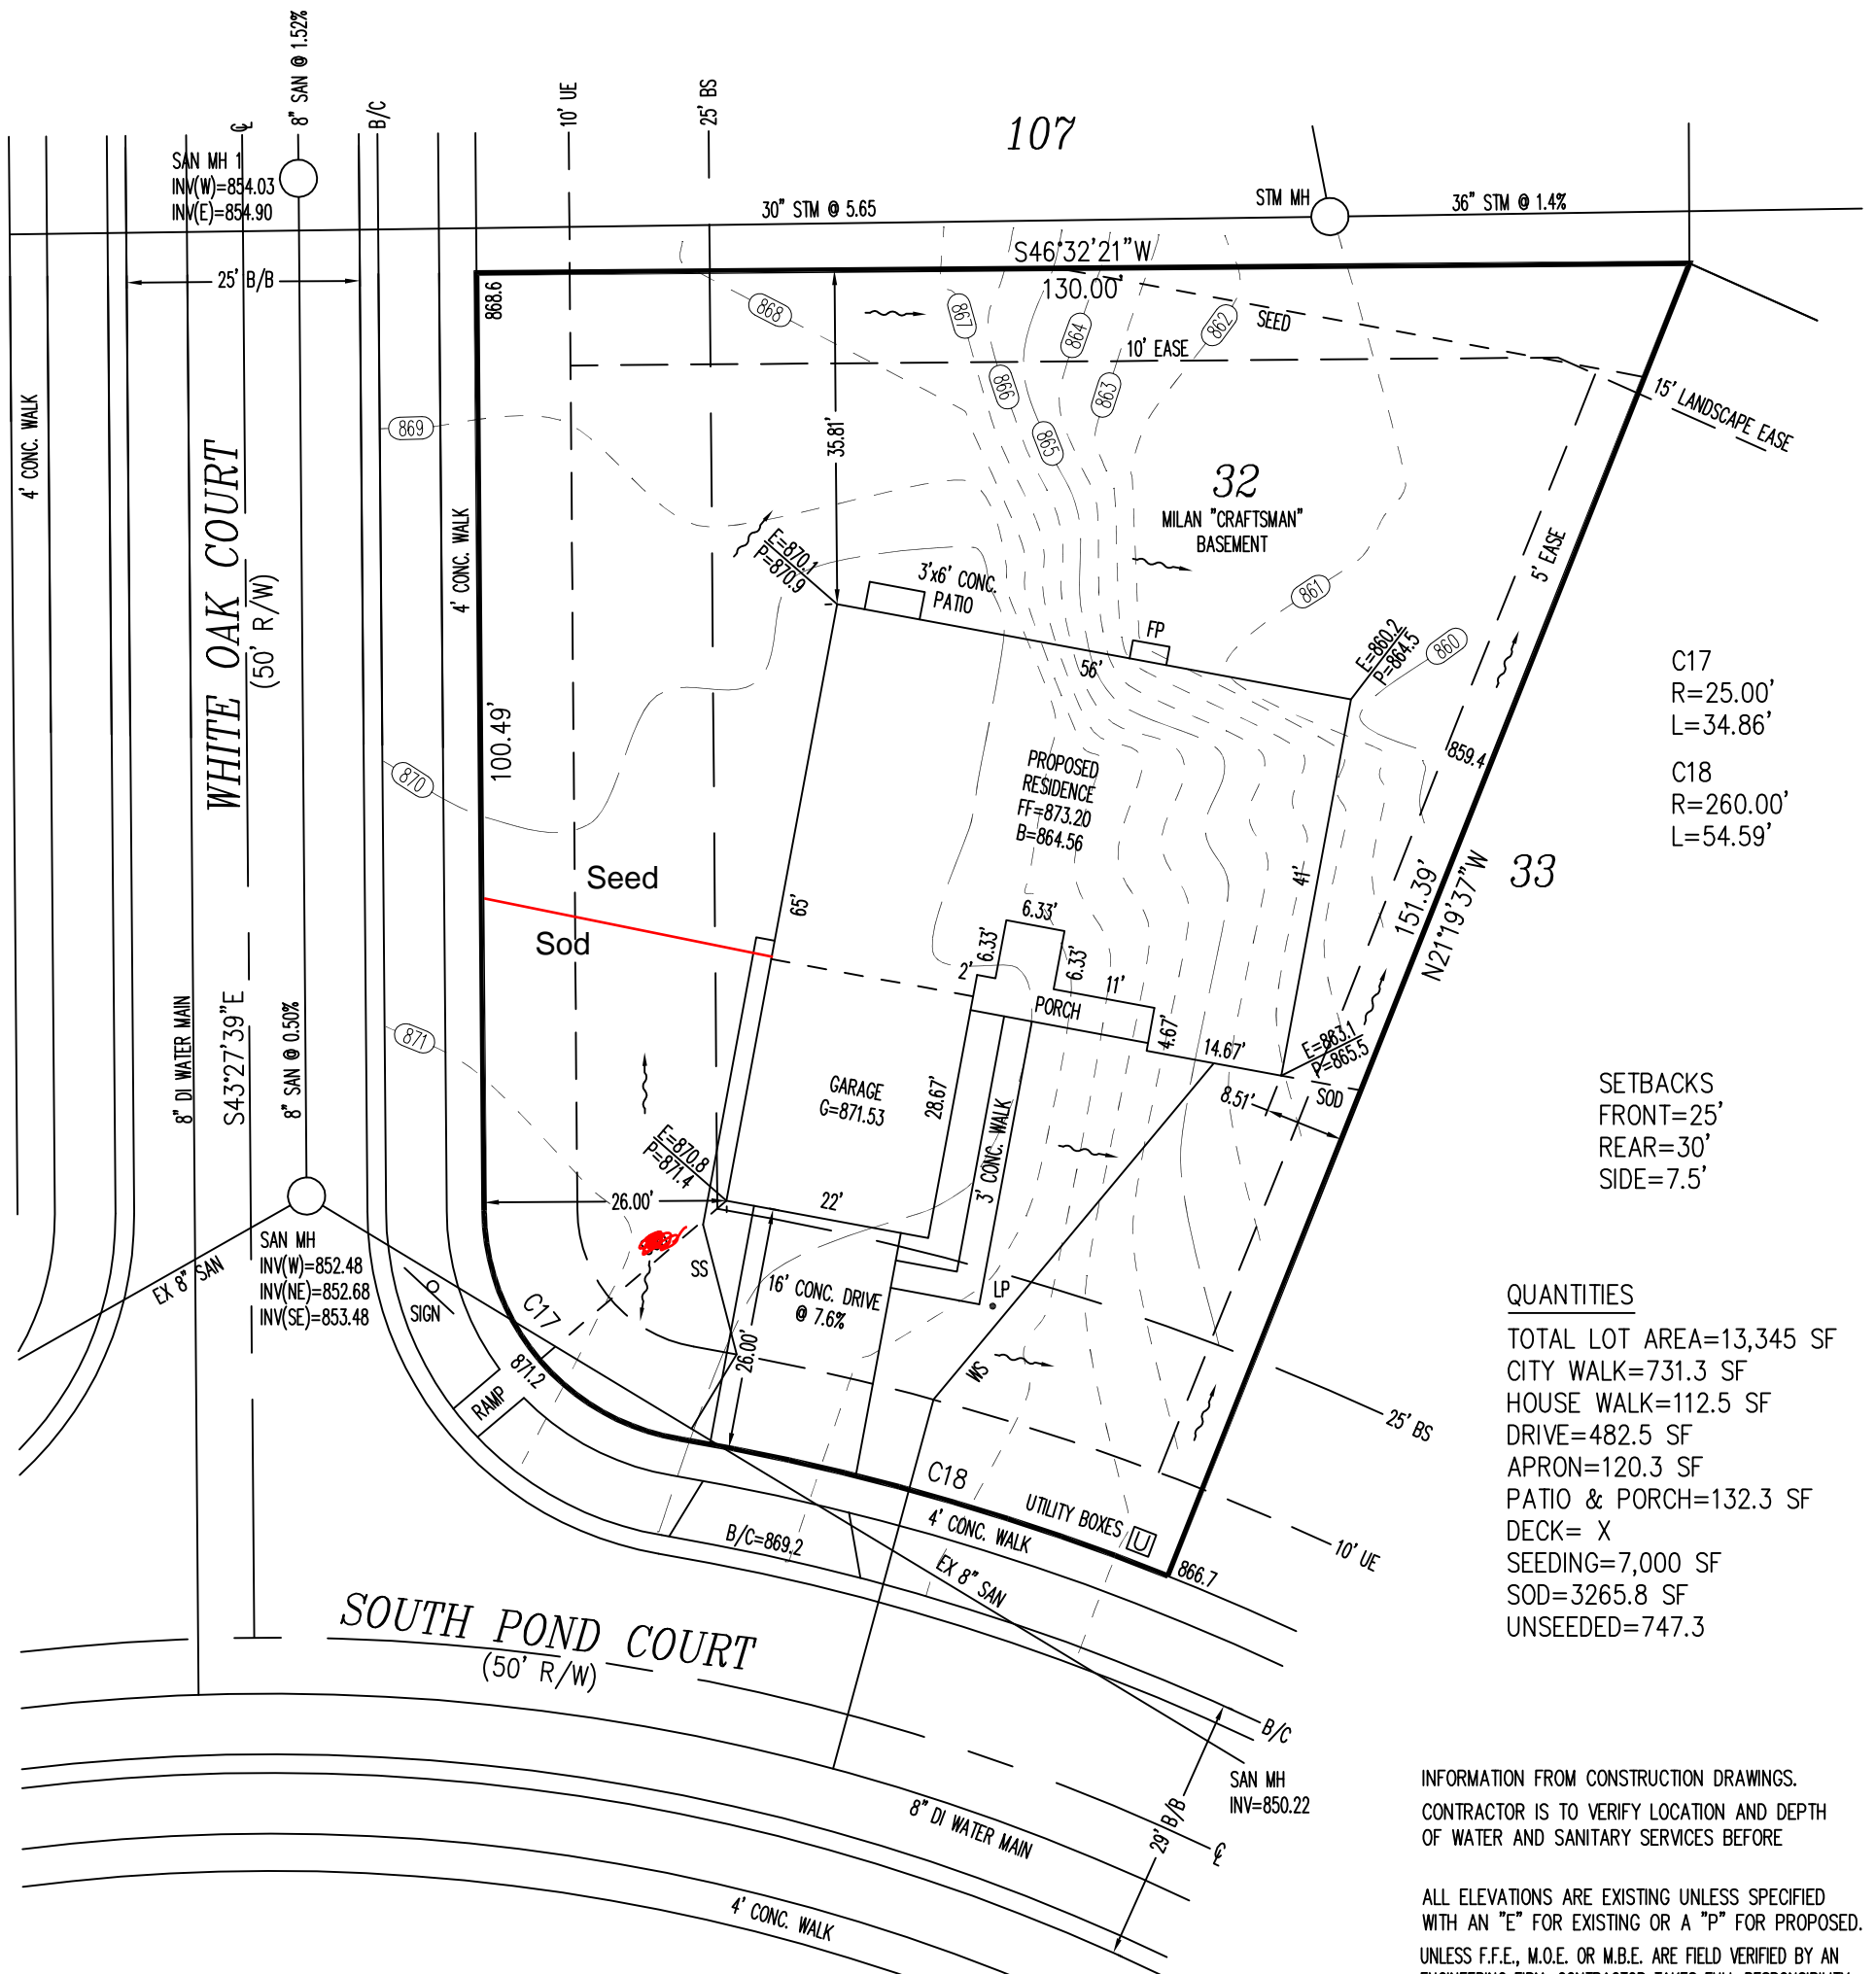 8" SAN @ 1.52%
B/C
10' UE
25' BS
107
SAN MH 1
INV(W)=854.03
INV(E)=854.90
30" STM @ 5.65
STM MH
36" STM @ 1.4%
S46°32'21"W
130.00'
25' B/B
868.6
868
867
864
862
SEED
10' EASE
866
863
865
15' LANDSCAPE EASE
4' CONC. WALK
869
35.81'
32
MILAN "CRAFTSMAN"
BASEMENT
WHITE OAK COURT
(50' R/W)
4' CONC. WALK
E=870.1
P=870.9
3'x6' CONC.
PATIO
FP
56'
861
5' EASE
E=860.2
P=864.5
860
859.4
C17
R=25.00'
L=34.86'
C18
R=260.00'
L=54.59'
100.49'
870
PROPOSED
RESIDENCE
FF=873.20
B=864.56
Seed
Sod
65'
41'
151.39'
N21°19'37"W
33
6.33'
6.33'
6.33'
2'
11'
PORCH
4.67'
14.67'
8" DI WATER MAIN
S43°27'39"E
8" SAN @ 0.50%
871
GARAGE
G=871.53
28.67'
3' CONC. WALK
E=863.1
P=865.5
8.51'
SOD
SETBACKS
FRONT=25'
REAR=30'
SIDE=7.5'
E=870.8
P=871.4
26.00'
22'
SAN MH
INV(W)=852.48
INV(NE)=852.68
INV(SE)=853.48
EX 8" SAN
SIGN
C17
SS
16' CONC. DRIVE
@ 7.6%
LP
26.00'
871.2
RAMP
WS
25' BS
QUANTITIES
TOTAL LOT AREA=13,345 SF
CITY WALK=731.3 SF
HOUSE WALK=112.5 SF
DRIVE=482.5 SF
APRON=120.3 SF
PATIO & PORCH=132.3 SF
DECK= X
SEEDING=7,000 SF
SOD=3265.8 SF
UNSEEDED=747.3
C18
UTILITY BOXES
U
4' CONC. WALK
B/C=869.2
EX 8" SAN
866.7
10' UE
SOUTH POND COURT
(50' R/W)
B/C
SAN MH
INV=850.22
29' B/B
8" DI WATER MAIN
4' CONC. WALK
INFORMATION FROM CONSTRUCTION DRAWINGS.
CONTRACTOR IS TO VERIFY LOCATION AND DEPTH
OF WATER AND SANITARY SERVICES BEFORE
ALL ELEVATIONS ARE EXISTING UNLESS SPECIFIED
WITH AN "E" FOR EXISTING OR A "P" FOR PROPOSED.
UNLESS F.F.E., M.O.E. OR M.B.E. ARE FIELD VERIFIED BY AN